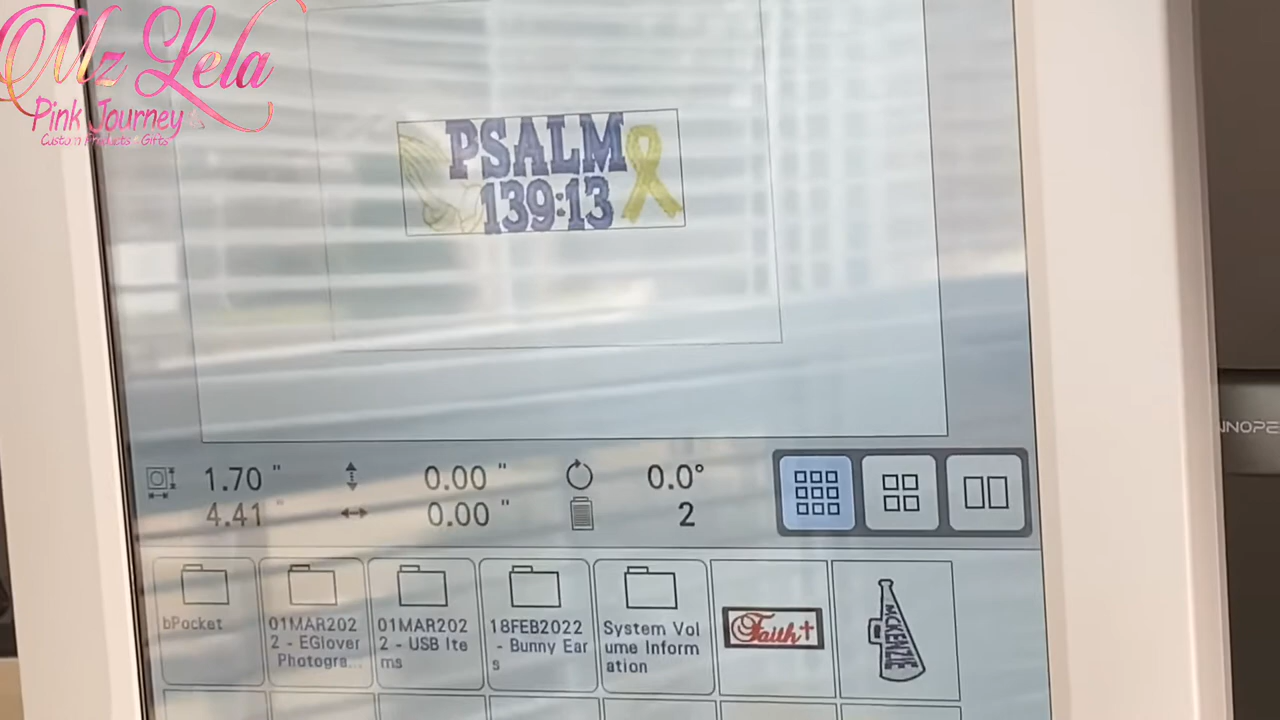 Mz Lela
Pink Journey
Custom Products - Gifts
PSALM
139:13
1.70 "
0.00 "
0.0°
4.41 "
0.00 "
2
NNOPE
bPocket
01MAR202
2 - EGlover
Photogra...
01MAR202
2 - USB Ite
ms
18FEB2022
- Bunny Ear
s
System Vol
ume Inform
ation
Faith
MCKENZIE